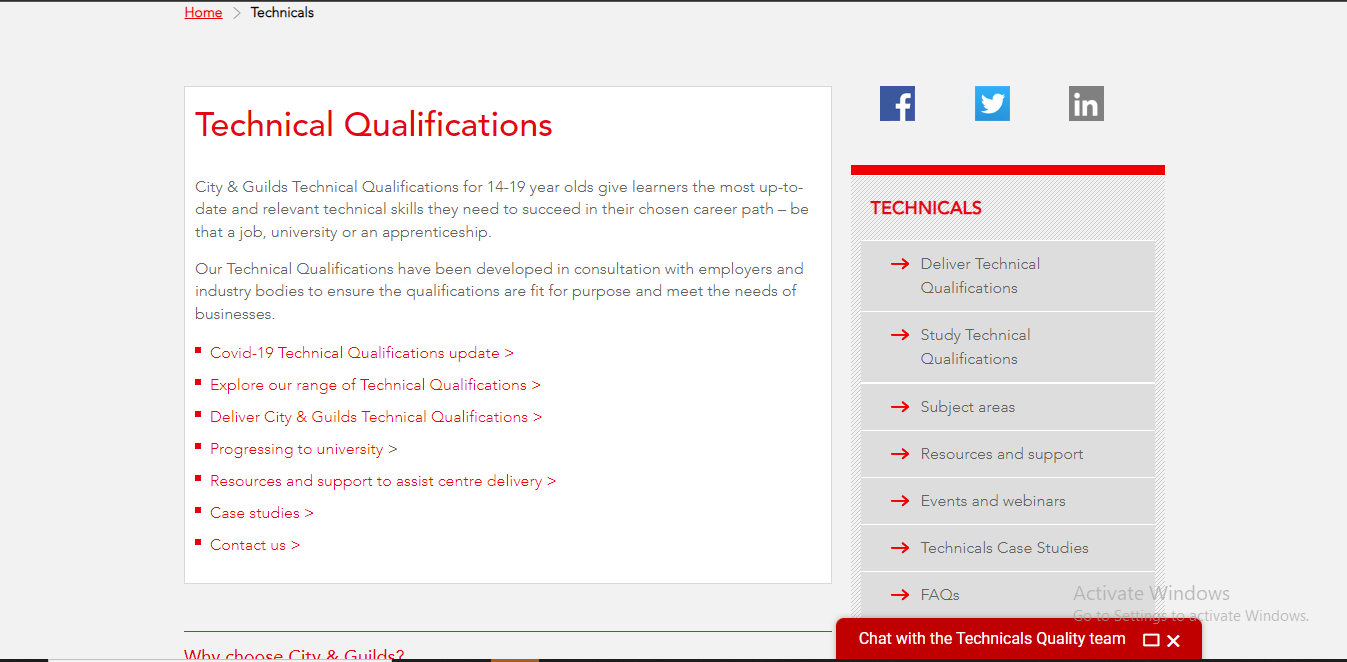 Home > Technicals
Technical Qualifications
City & Guilds Technical Qualifications for 14-19 year olds give learners the most up-to-
date and relevant technical skills they need to succeed in their chosen career path – be
that a job, university or an apprenticeship.
Our Technical Qualifications have been developed in consultation with employers and
industry bodies to ensure the qualifications are fit for purpose and meet the needs of
businesses.
Covid-19 Technical Qualifications update >
Explore our range of Technical Qualifications >
Deliver City & Guilds Technical Qualifications >
Progressing to university >
Resources and support to assist centre delivery >
Case studies >
Contact us >
Why choose City & Guilds?
TECHNICALS
Deliver Technical
Qualifications
Study Technical
Qualifications
Subject areas
Resources and support
Events and webinars
Technicals Case Studies
FAQs
Activate Windows
Go to Settings to activate Windows.
Chat with the Technicals Quality team